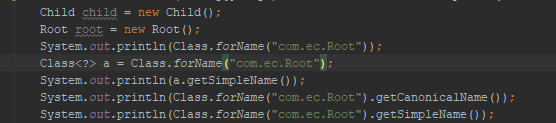 Child child = new Child();
Root root = new Root();
System.out.println(Class.forName("com.ec.Root"));
Class<?> a = Class.forName("com.ec.Root");
System.out.println(a.getSimpleName());
System.out.println(Class.forName("com.ec.Root").getCanonicalName());
System.out.println(Class.forName("com.ec.Root").getSimpleName());